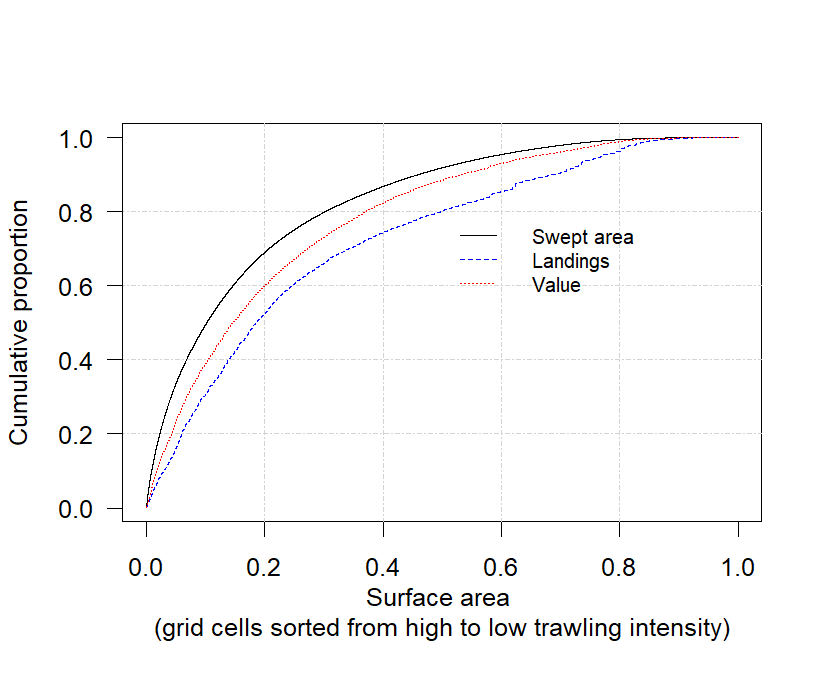 Cumulative proportion
1.0
0.8
0.6
0.4
0.2
0.0
Swept area
Landings
Value
0.0 0.2 0.4 0.6 0.8 1.0
Surface area
(grid cells sorted from high to low trawling intensity)